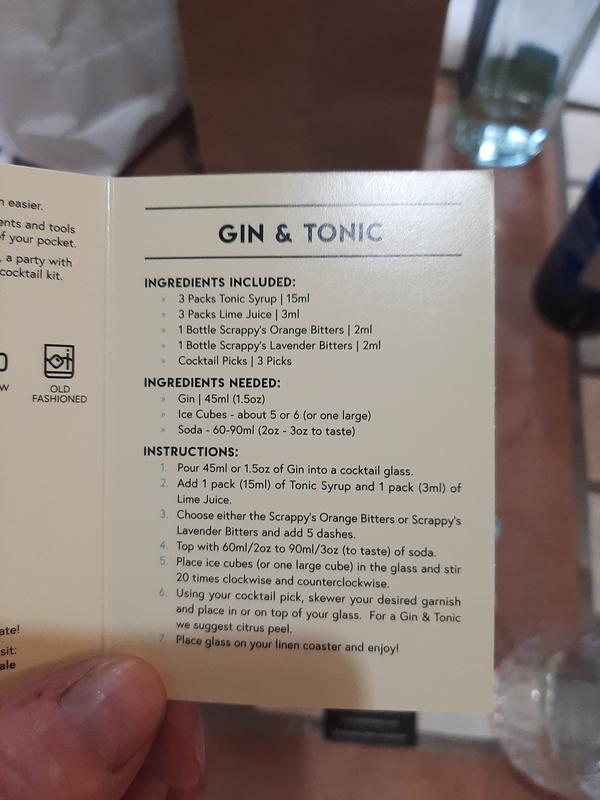 n easier.
ents and tools
f your pocket.
, a party with
cocktail kit.
OLD
FASHIONED
W
ate!
sit:
ale
GIN & TONIC
INGREDIENTS INCLUDED:
» 3 Packs Tonic Syrup | 15ml
» 3 Packs Lime Juice | 3ml
» 1 Bottle Scrappy's Orange Bitters | 2ml
» 1 Bottle Scrappy's Lavender Bitters | 2ml
» Cocktail Picks | 3 Picks
INGREDIENTS NEEDED:
» Gin | 45ml (1.5oz)
» Ice Cubes - about 5 or 6 (or one large)
» Soda - 60-90ml (2oz - 3oz to taste)
INSTRUCTIONS:
1. Pour 45ml or 1.5oz of Gin into a cocktail glass.
2. Add 1 pack (15ml) of Tonic Syrup and 1 pack (3ml) of
Lime Juice.
3. Choose either the Scrappy's Orange Bitters or Scrappy's
Lavender Bitters and add 5 dashes.
4. Top with 60ml/2oz to 90ml/3oz (to taste) of soda.
5. Place ice cubes (or one large cube) in the glass and stir
20 times clockwise and counterclockwise.
6. Using your cocktail pick, skewer your desired garnish
and place in or on top of your glass. For a Gin & Tonic
we suggest citrus peel.
7. Place glass on your linen coaster and enjoy!